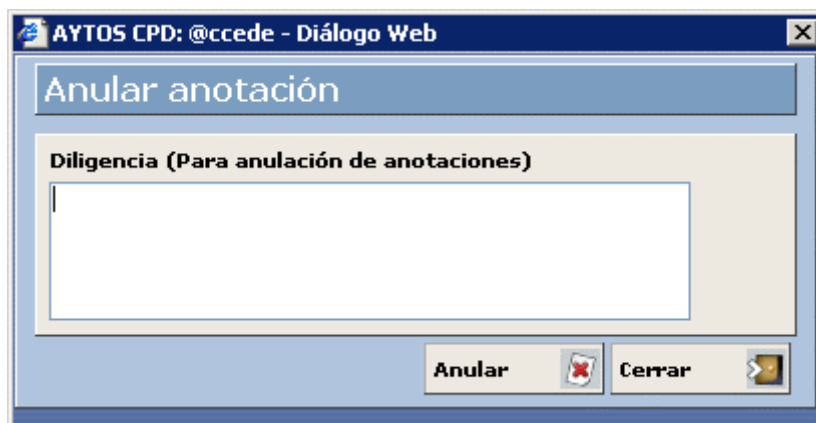 AYTOS CPD: @ccede - Diálogo Web
Anular anotación
Diligencia (Para anulación de anotaciones)
Anular
Cerrar